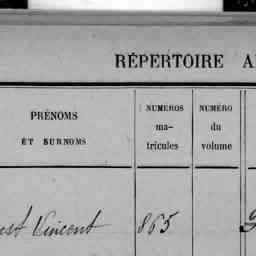 RÉPERTOIRE
PRÉNOMS
ET SURNOMS
NUMÉROS
ma-
tricules
NUMÉRO
du
volume
Vincent
865